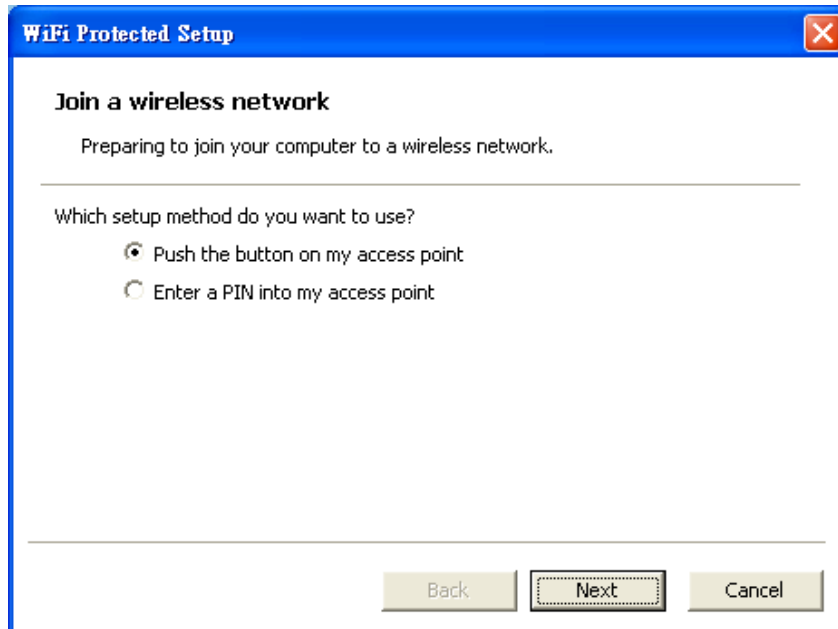 WiFi Protected Setup
Join a wireless network
Preparing to join your computer to a wireless network.
Which setup method do you want to use?
Push the button on my access point
Enter a PIN into my access point
Back Next Cancel